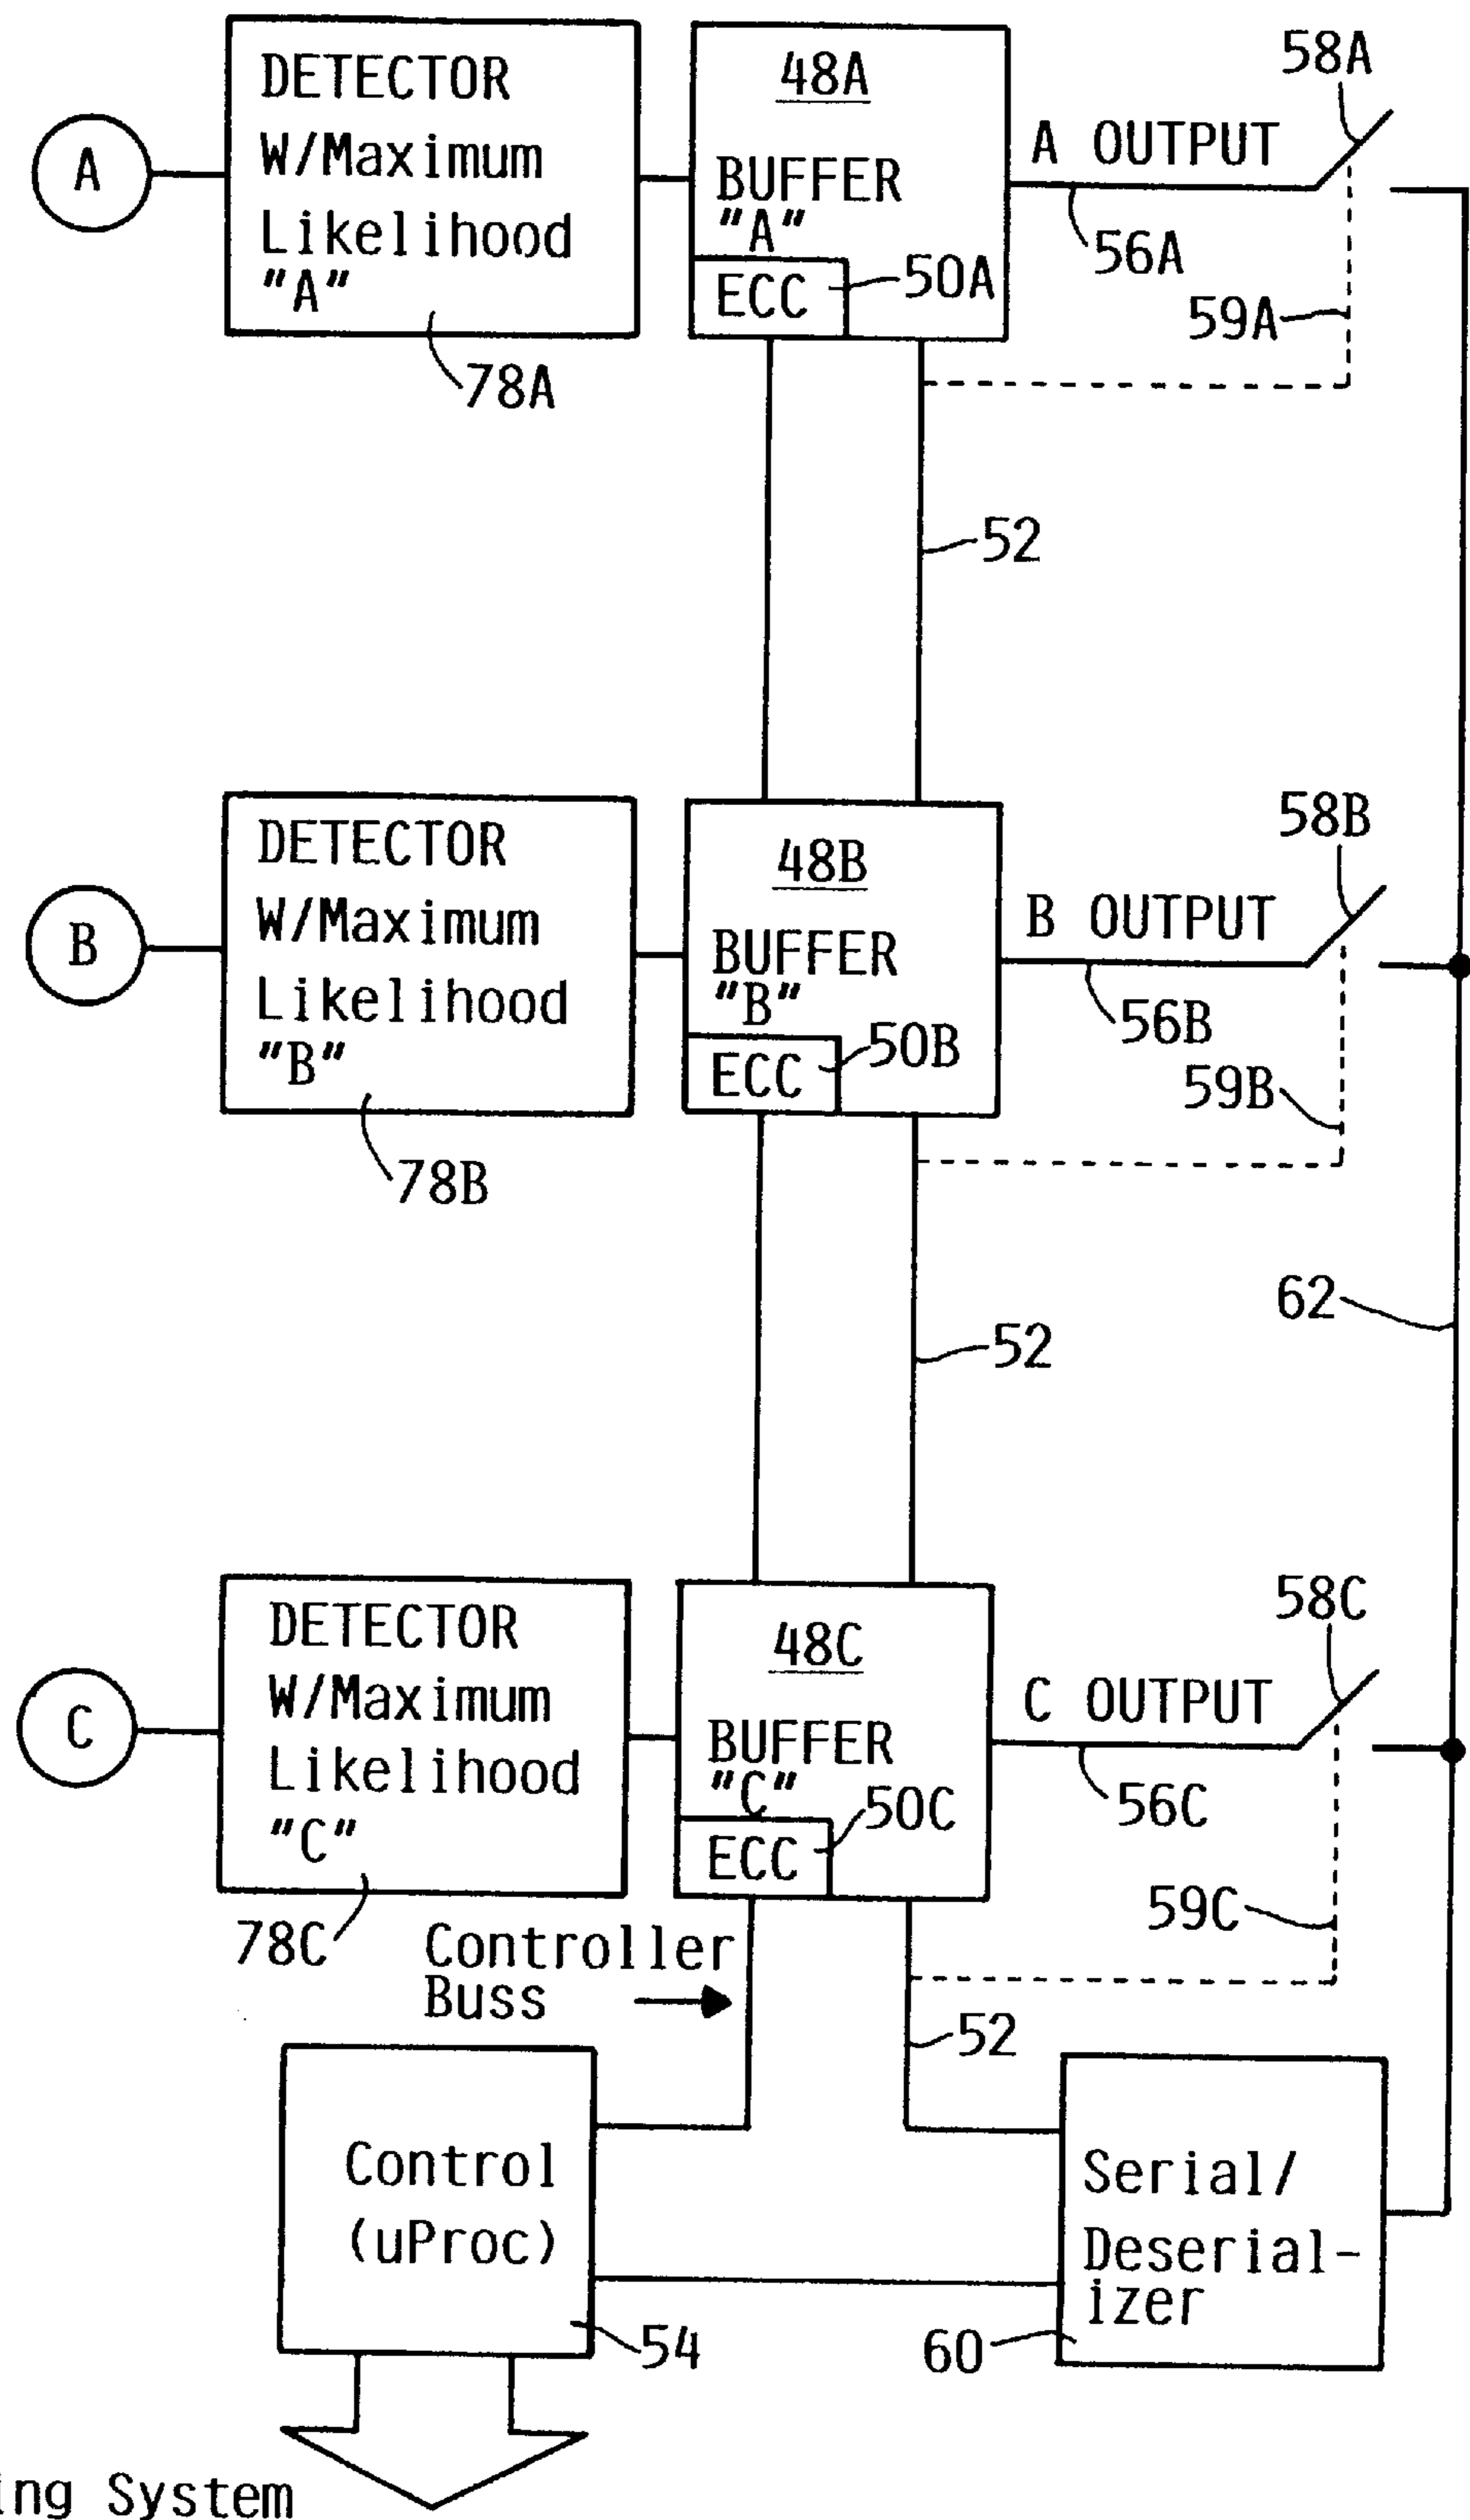 A
DETECTOR
W/Maximum
Likelihood
"A"
78A
48A
BUFFER
"A"
ECC
50A
A OUTPUT
56A
58A
59A
52
B
DETECTOR
W/Maximum
Likelihood
"B"
78B
48B
BUFFER
"B"
ECC
50B
B OUTPUT
56B
58B
59B
62
52
C
DETECTOR
W/Maximum
Likelihood
"C"
78C
48C
BUFFER
"C"
ECC
50C
C OUTPUT
56C
58C
59C
Controller
Buss
52
Control
(uProc)
54
Serial/
Deserial-
izer
60
System